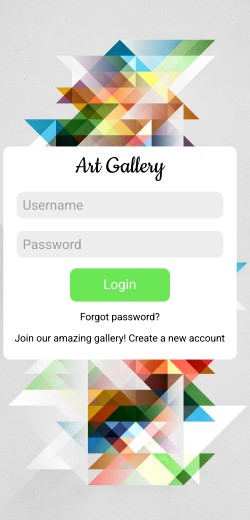 Art Gallery
Username
Password
Login
Forgot password?
Join our amazing gallery! Create a new account